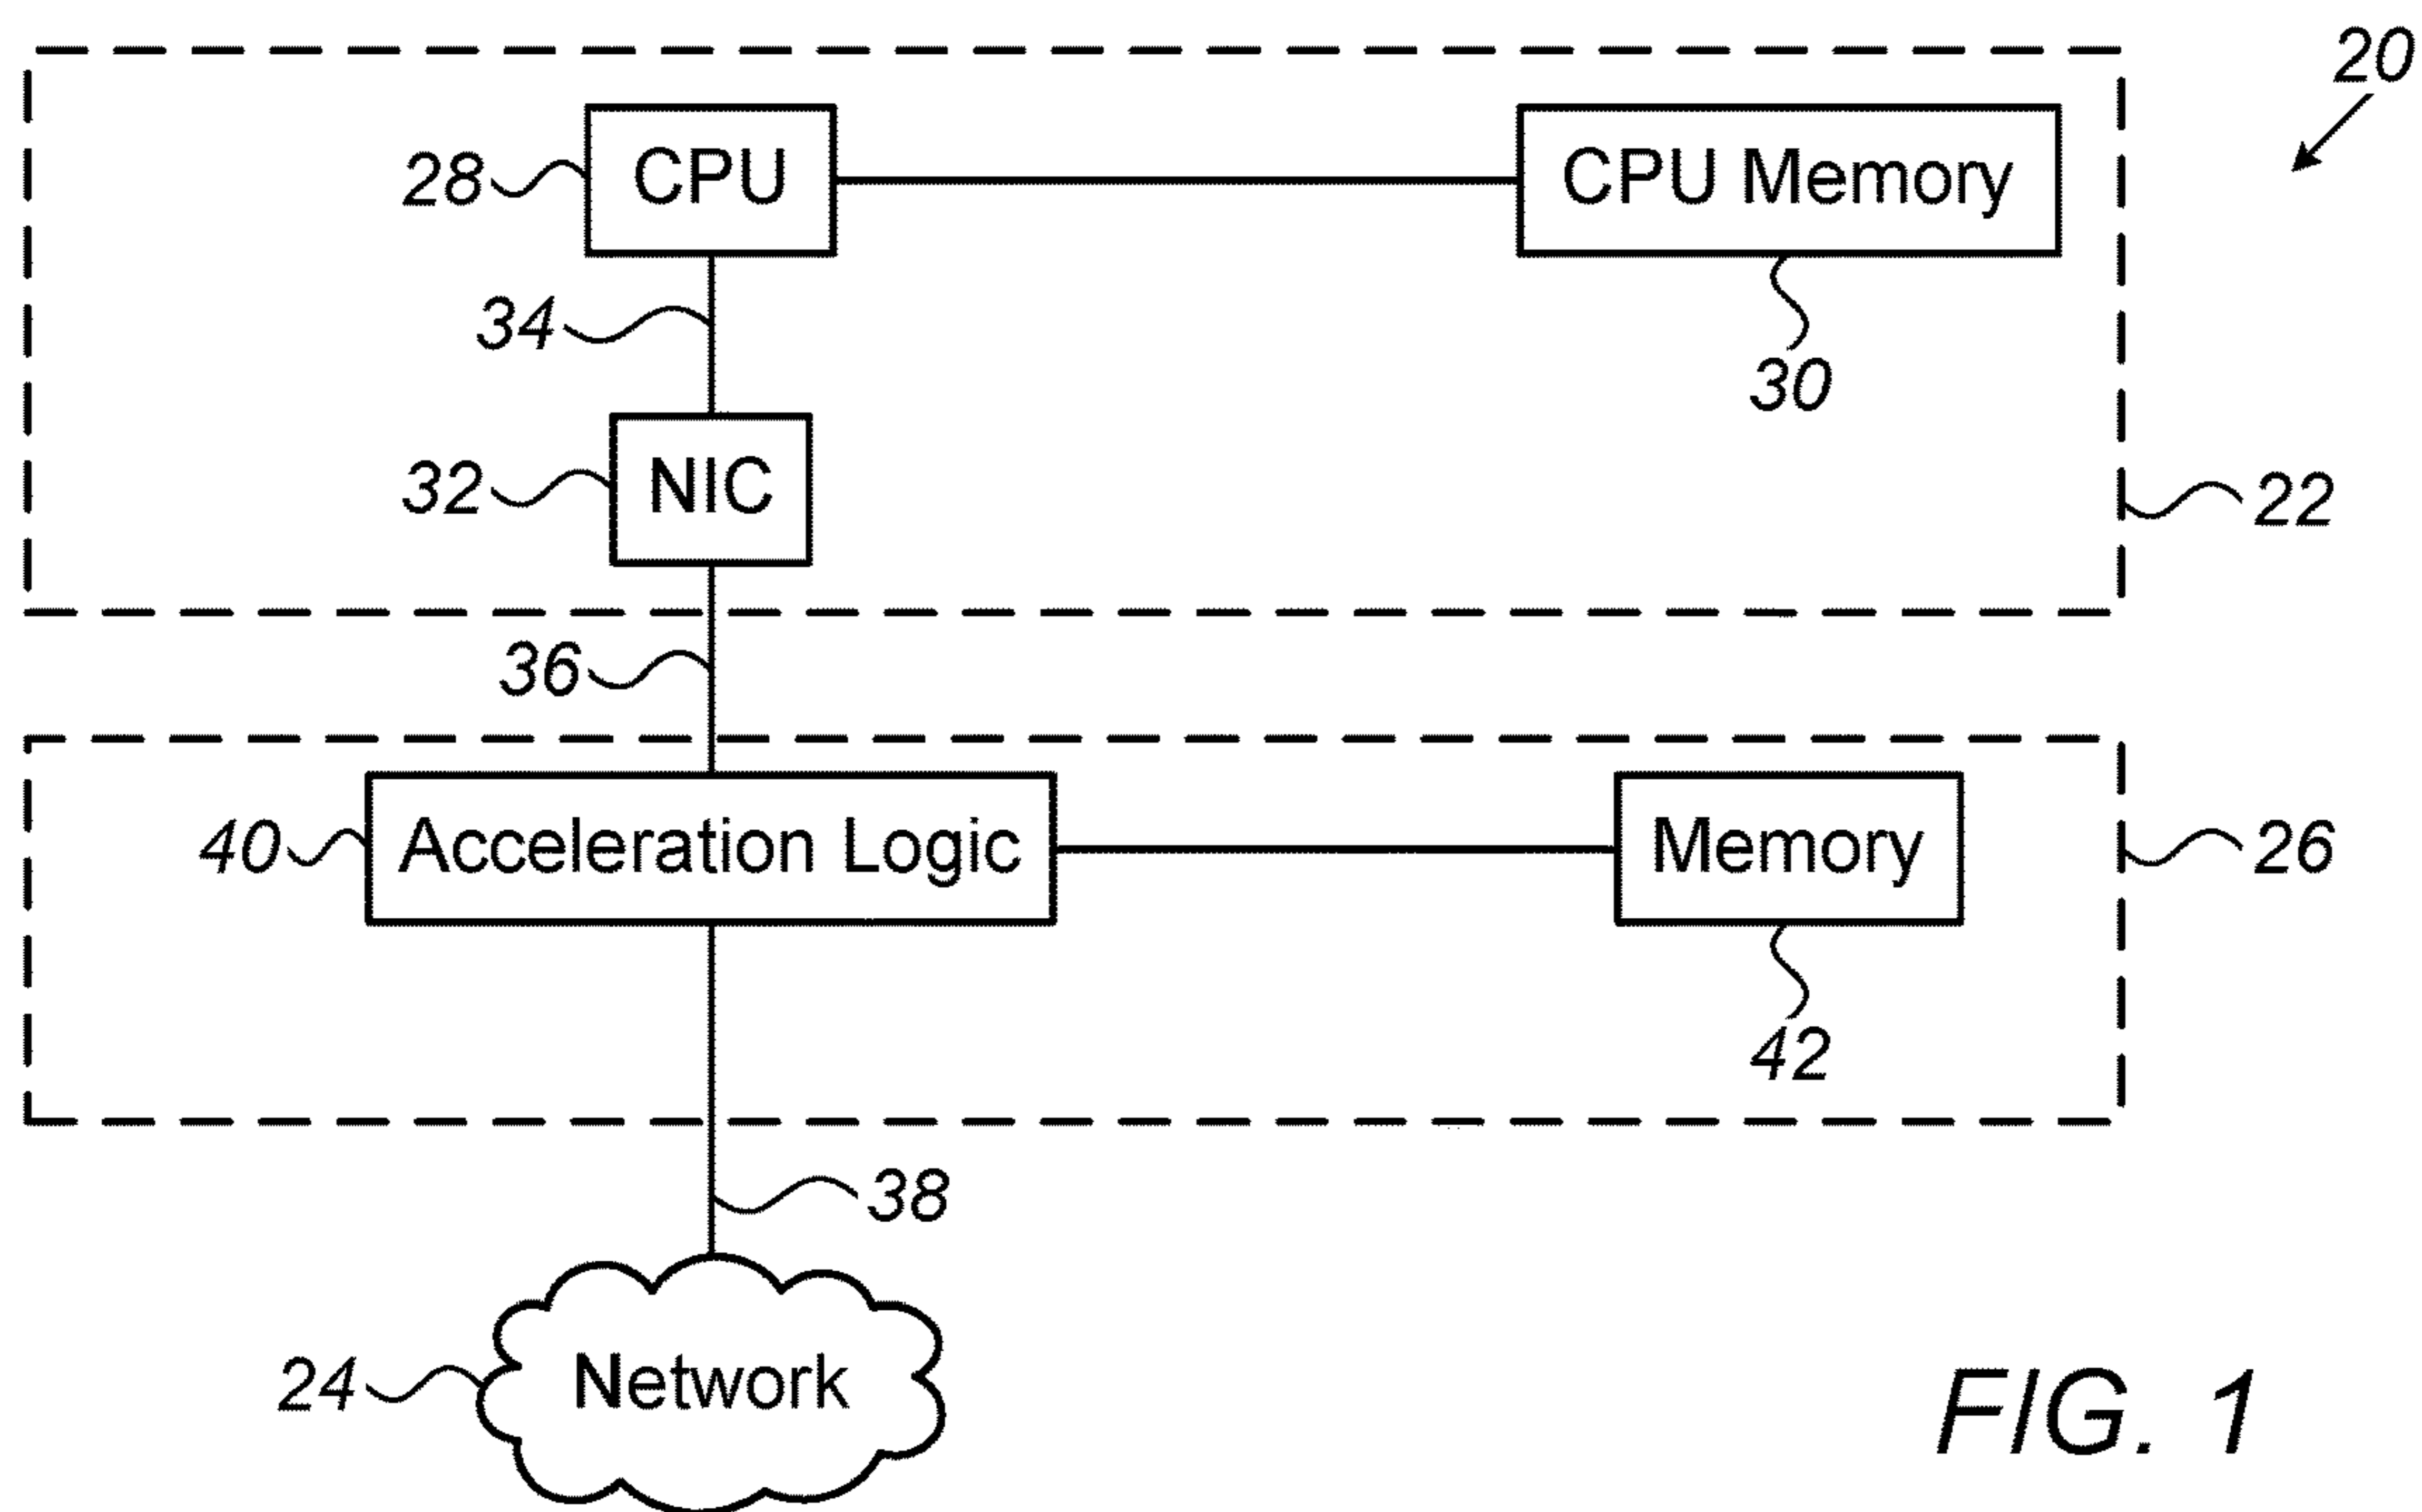 20
28 CPU CPU Memory
34
30
32 NIC
22
36
40 Acceleration Logic Memory 26
42
38
24 Network
FIG. 1